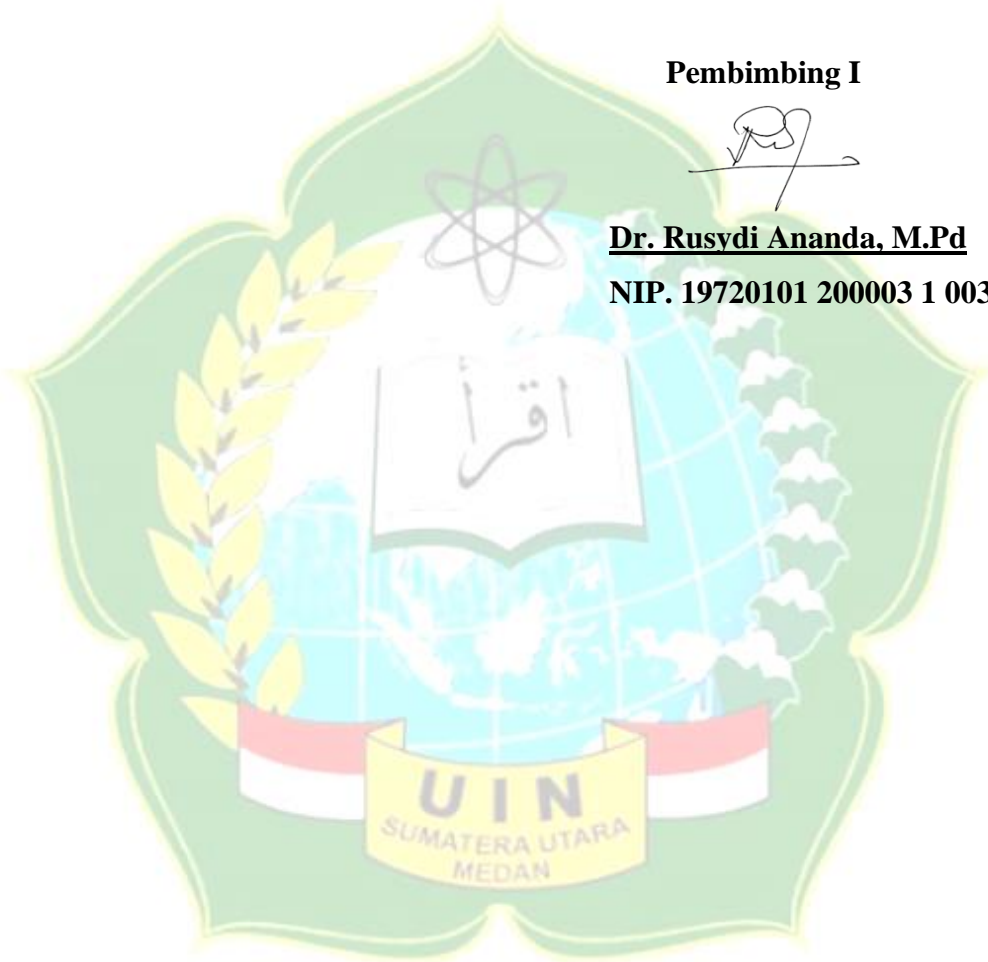 Pembimbing I
Dr. Rusydi Ananda, M.Pd
NIP. 19720101 200003 1 003
اقرأ
UIN
SUMATERA UTARA
MEDAN